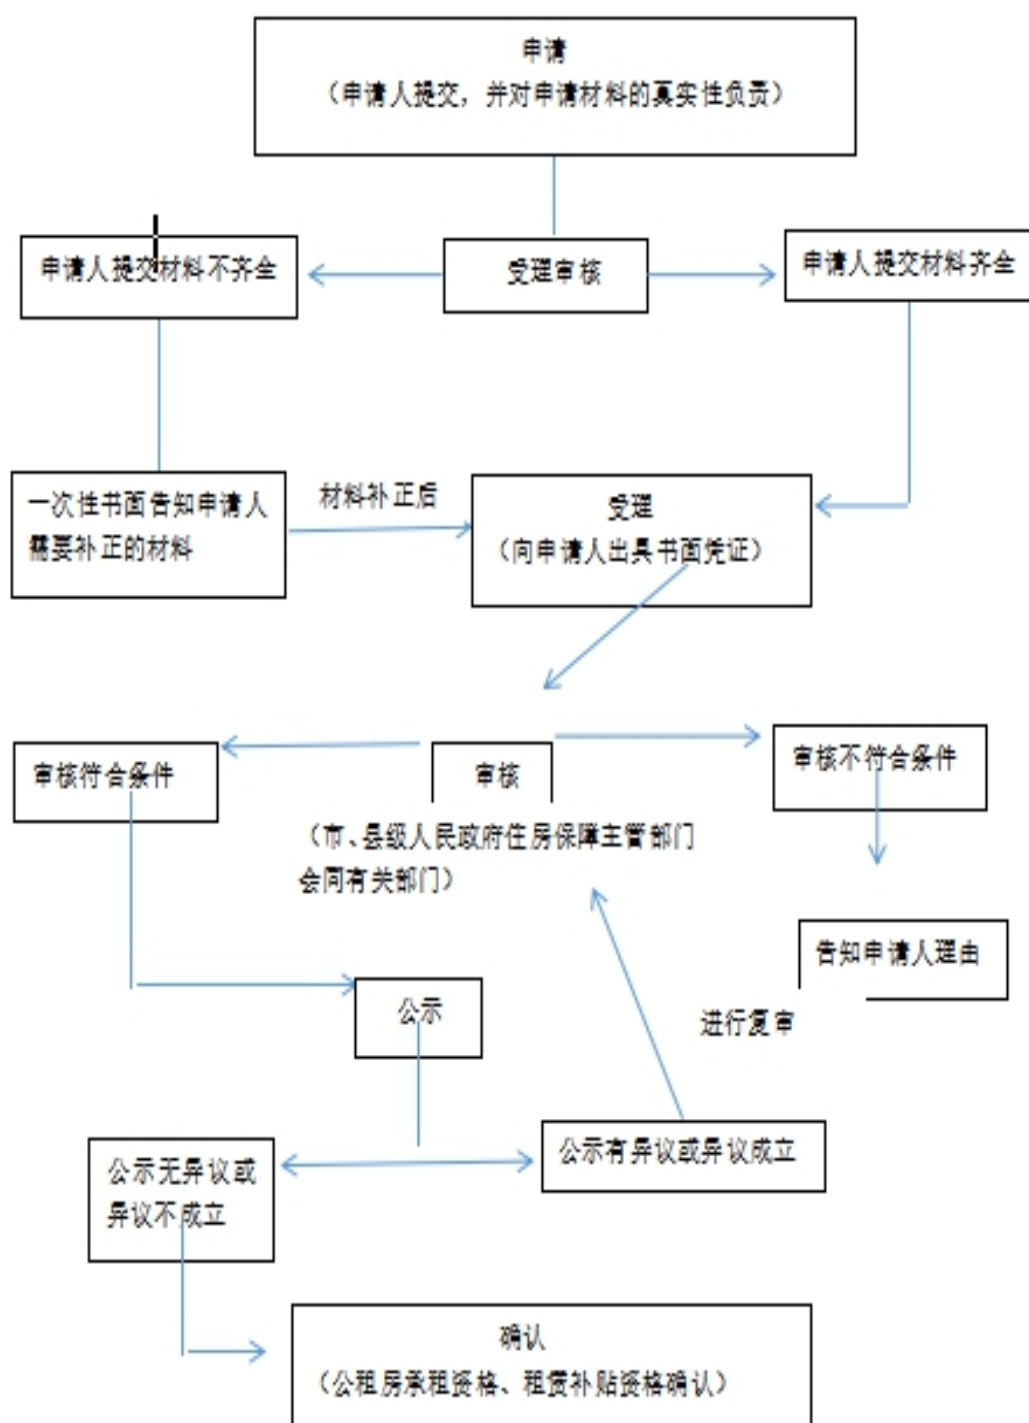 申请
（申请人提交，并对申请材料的真实性负责）
申请人提交材料不齐全
受理审核
申请人提交材料齐全
一次性书面告知申请人
需要补正的材料
材料补正后
受理
（向申请人出具书面凭证）
审核符合条件
审核
审核不符合条件
（市、县级人民政府住房保障主管部门
会同有关部门）
告知申请人理由
公示
进行复审
公示无异议或
异议不成立
公示有异议或异议成立
确认
（公租房承租资格、租赁补贴资格确认）